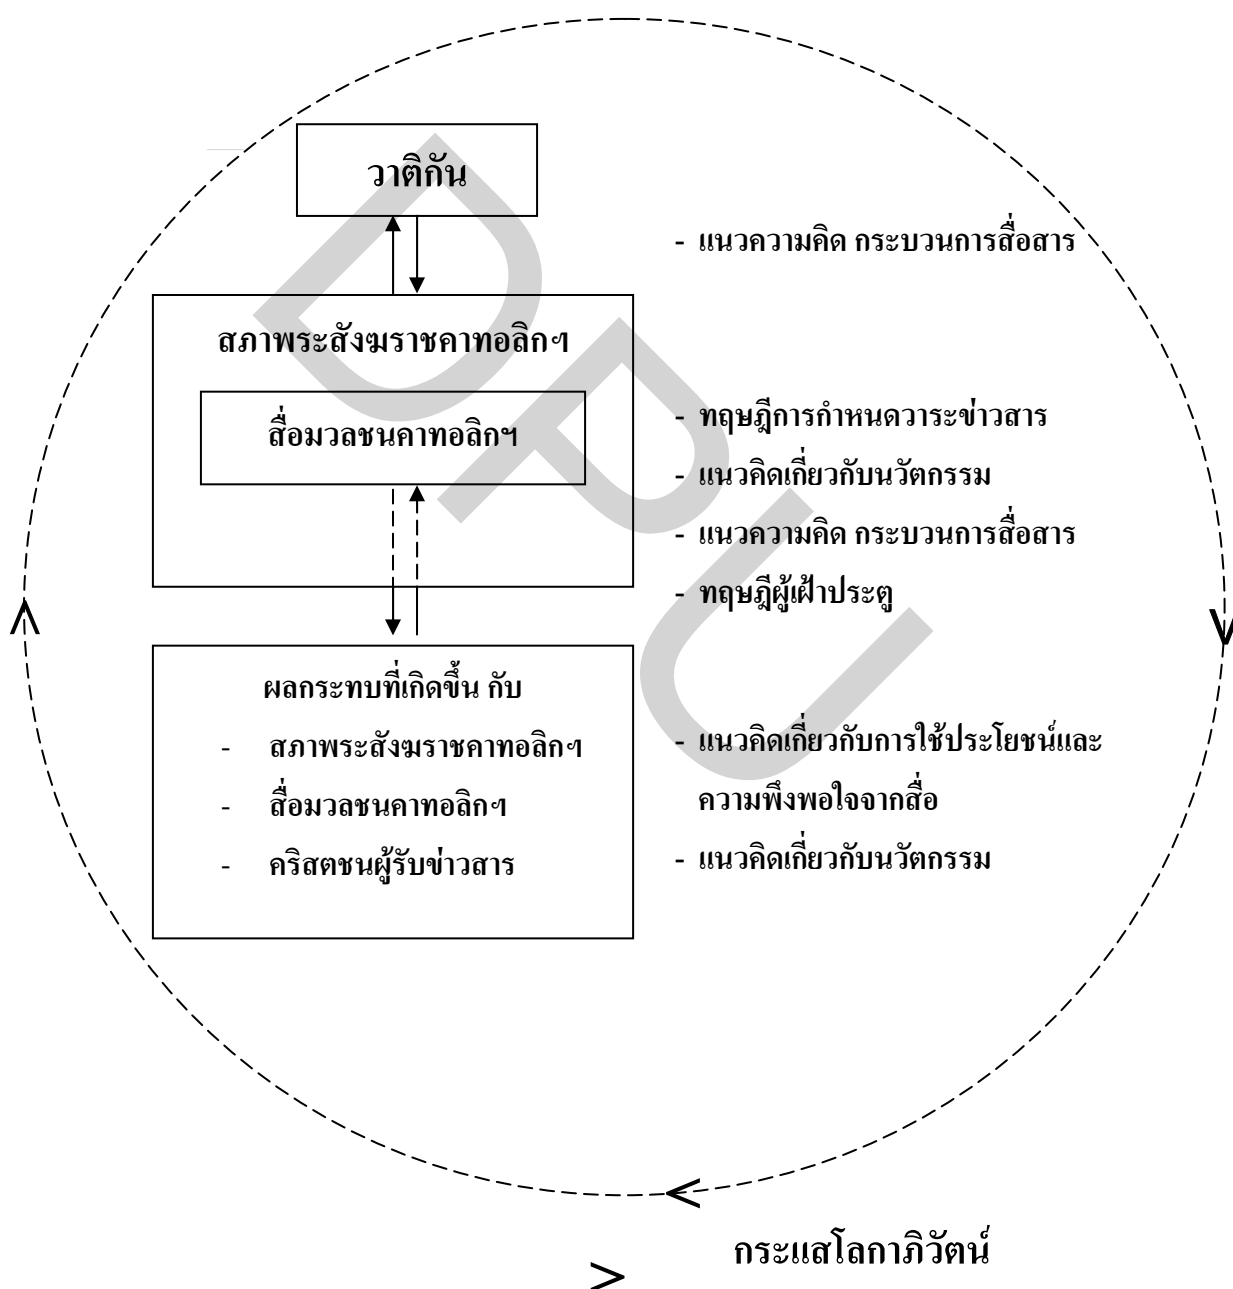 วาติกัน
- แนวความคิด กระบวนการสื่อสาร
สภาพระสังฆราชคาทอลิกฯ
สื่อมวลชนคาทอลิกฯ
- ทฤษฎีการกำหนดวาระข่าวสาร
- แนวคิดเกี่ยวกับนวัตกรรม
- แนวความคิด กระบวนการสื่อสาร
- ทฤษฎีผู้เฝ้าประตู
ผลกระทบที่เกิดขึ้น กับ
- สภาพระสังฆราชคาทอลิกฯ
- สื่อมวลชนคาทอลิกฯ
- คริสตชนผู้รับข่าวสาร
- แนวคิดเกี่ยวกับการใช้ประโยชน์และ
ความพึงพอใจจากสื่อ
- แนวคิดเกี่ยวกับนวัตกรรม
กระแสโลกาภิวัตน์
DPU